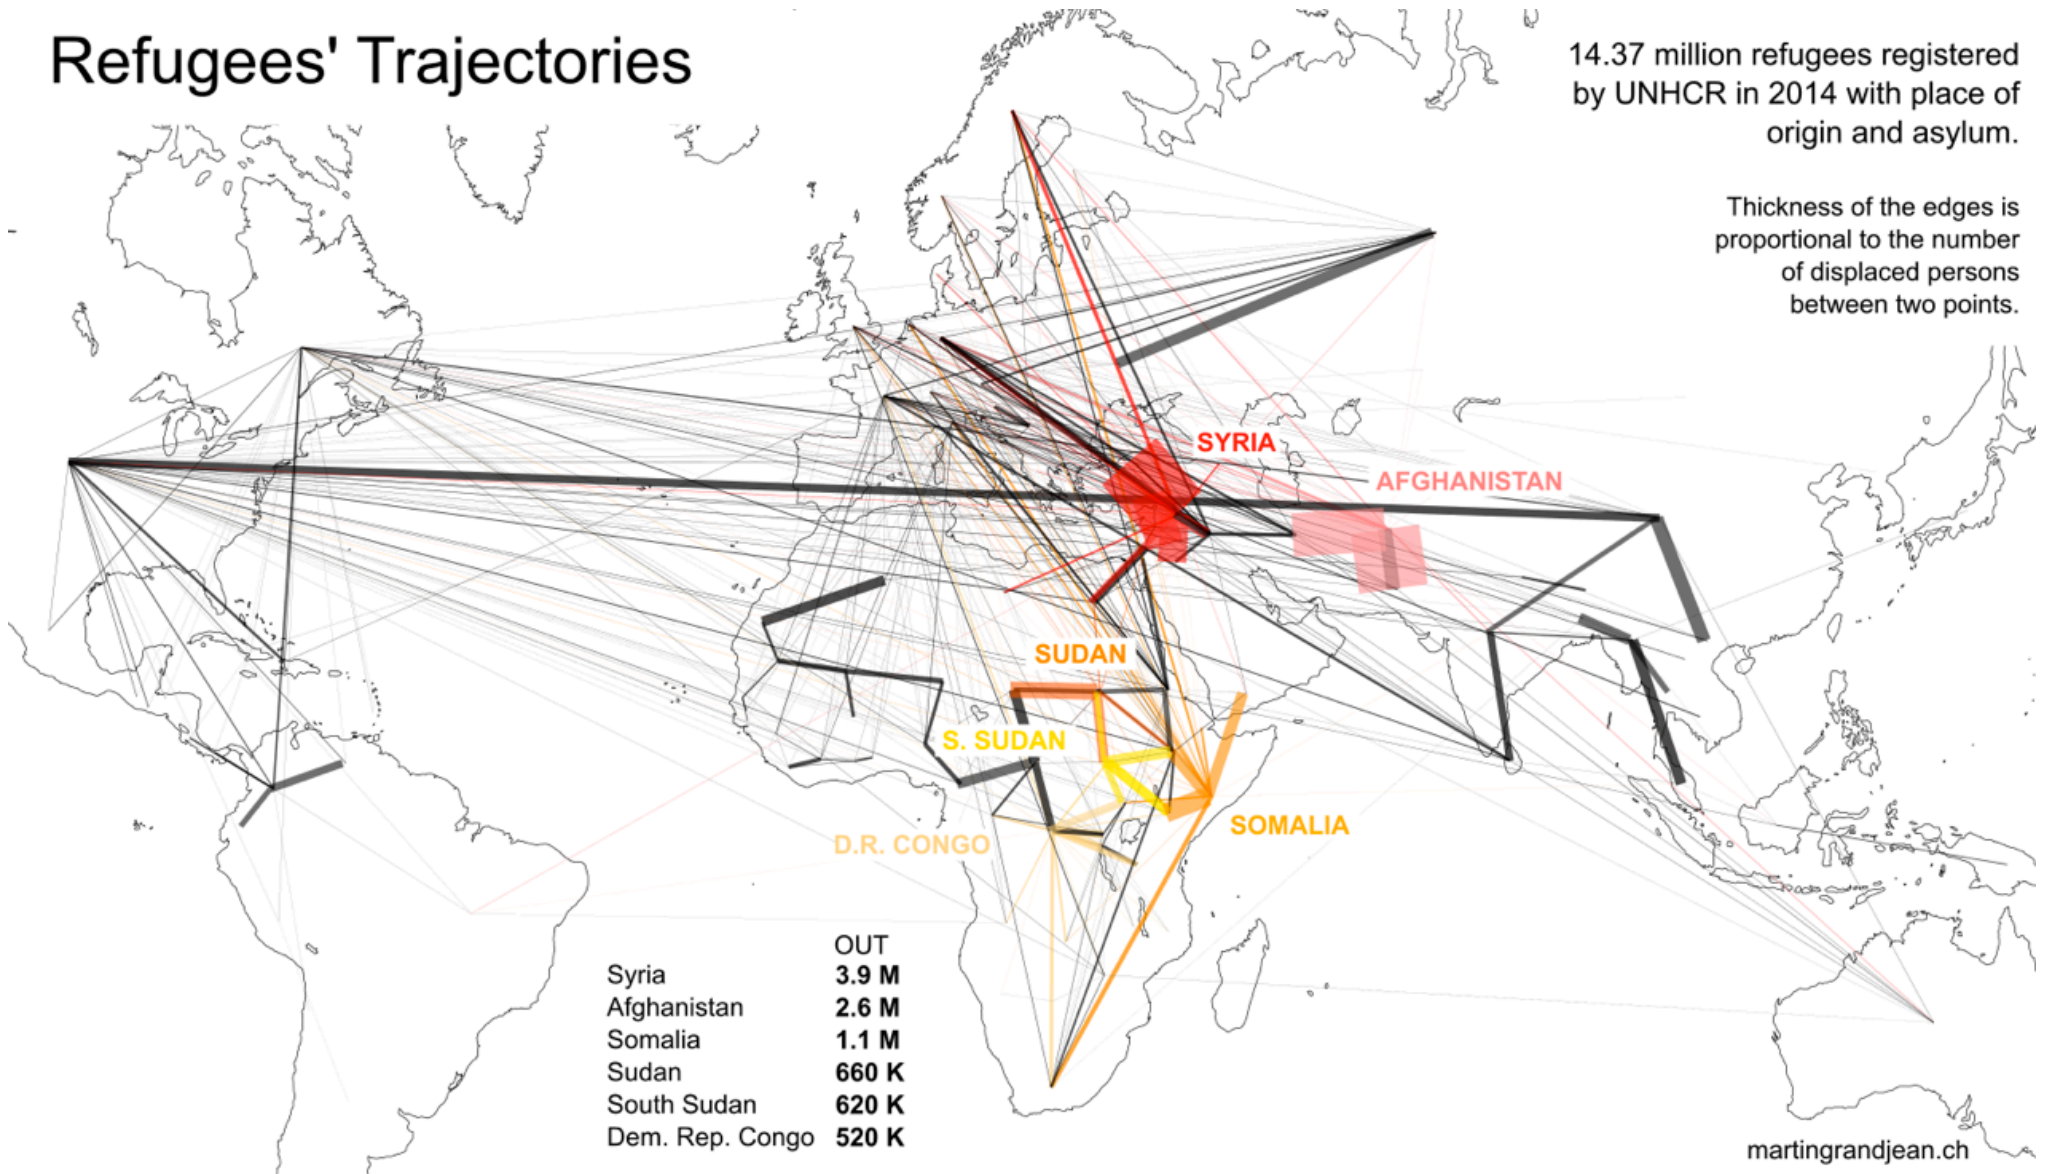 Refugees' Trajectories
14.37 million refugees registered
by UNHCR in 2014 with place of
origin and asylum.
Thickness of the edges is
proportional to the number
of displaced persons
between two points.
SYRIA
AFGHANISTAN
SUDAN
S. SUDAN
SOMALIA
D.R. CONGO
OUT
Syria 3.9 M
Afghanistan 2.6 M
Somalia 1.1 M
Sudan 660 K
South Sudan 620 K
Dem. Rep. Congo 520 K
martingrandjean.ch